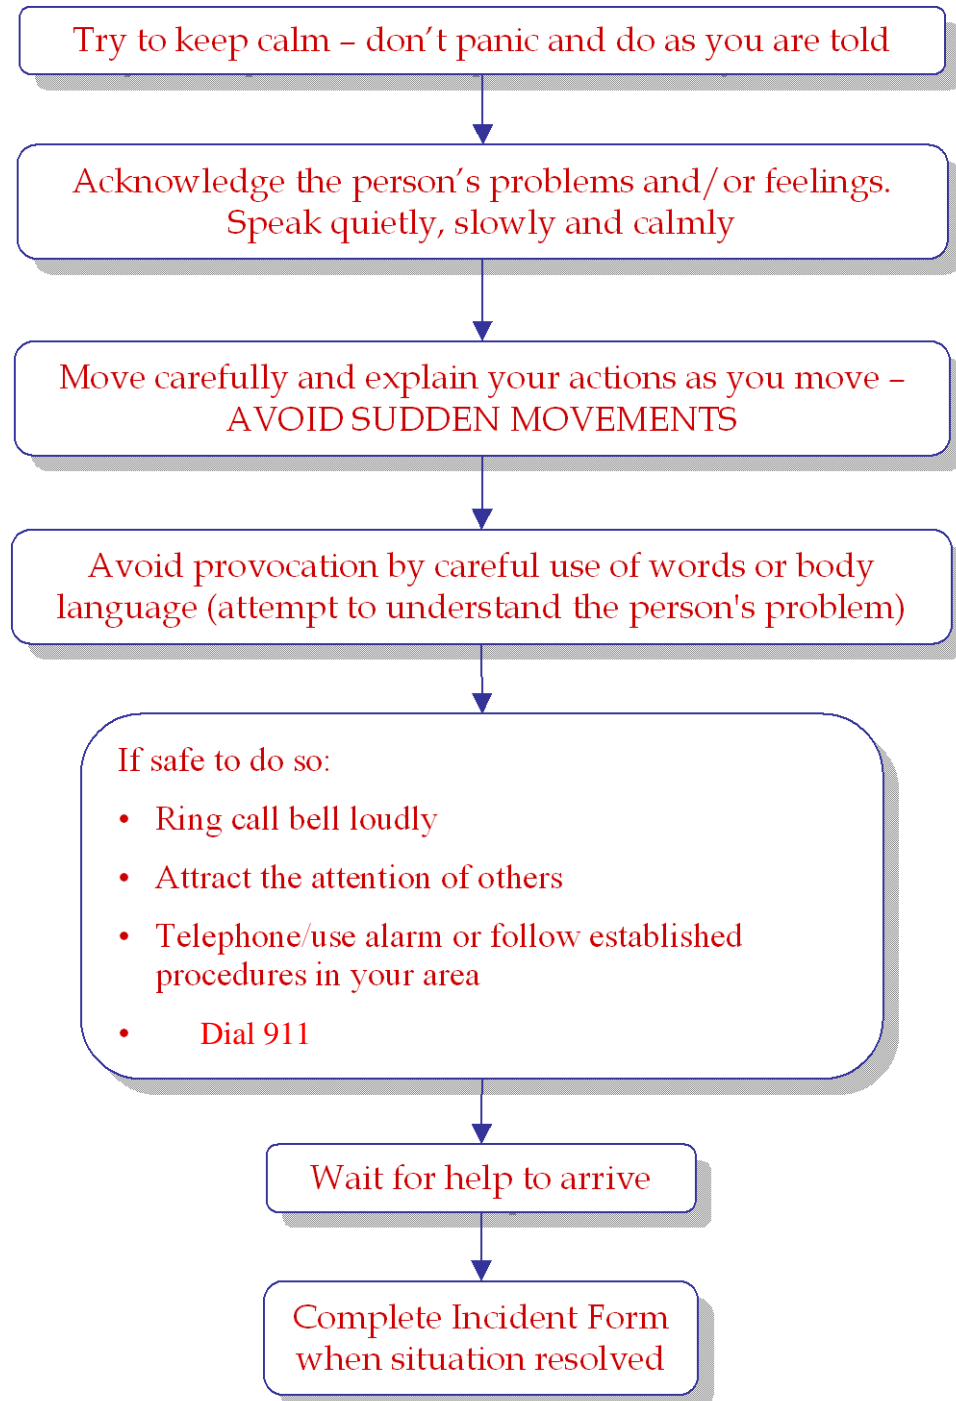 Try to keep calm – don’t panic and do as you are told
Acknowledge the person’s problems and/or feelings.
Speak quietly, slowly and calmly
Move carefully and explain your actions as you move –
AVOID SUDDEN MOVEMENTS
Avoid provocation by careful use of words or body
language (attempt to understand the person's problem)
If safe to do so:
• Ring call bell loudly
• Attract the attention of others
• Telephone/use alarm or follow established
procedures in your area
• Dial 911
Wait for help to arrive
Complete Incident Form
when situation resolved